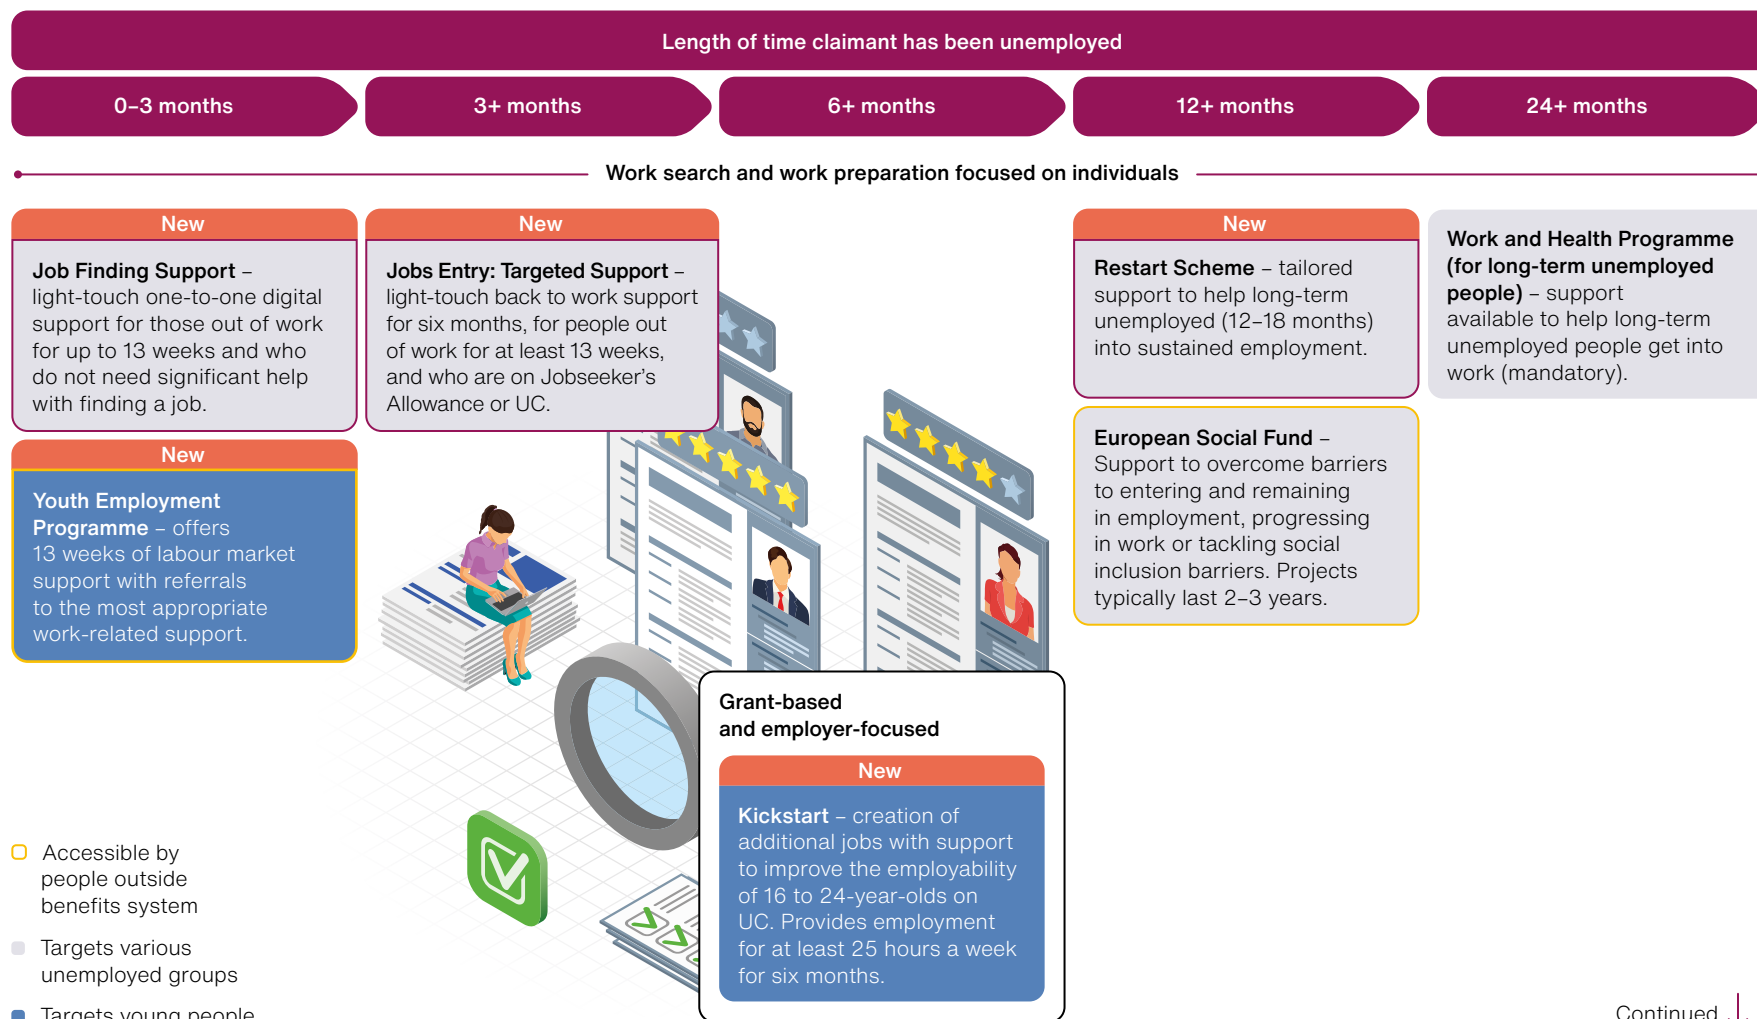 Length of time claimant has been unemployed
0–3 months
3+ months
6+ months
12+ months
24+ months
Work search and work preparation focused on individuals
New
Job Finding Support –
light-touch one-to-one digital
support for those out of work
for up to 13 weeks and who
do not need significant help
with finding a job.
New
Jobs Entry: Targeted Support –
light-touch back to work support
for six months, for people out
of work for at least 13 weeks,
and who are on Jobseeker’s
Allowance or UC.
New
Restart Scheme – tailored
support to help long-term
unemployed (12–18 months)
into sustained employment.
Work and Health Programme
(for long-term unemployed
people) – support
available to help long-term
unemployed people get into
work (mandatory).
New
Youth Employment
Programme – offers
13 weeks of labour market
support with referrals
to the most appropriate
work-related support.
European Social Fund –
Support to overcome barriers
to entering and remaining
in employment, progressing
in work or tackling social
inclusion barriers. Projects
typically last 2–3 years.
Grant-based
and employer-focused
New
Kickstart – creation of
additional jobs with support
to improve the employability
of 16 to 24-year-olds on
UC. Provides employment
for at least 25 hours a week
for six months.
Accessible by
people outside
benefits system
Targets various
unemployed groups
Targets young people
Continued